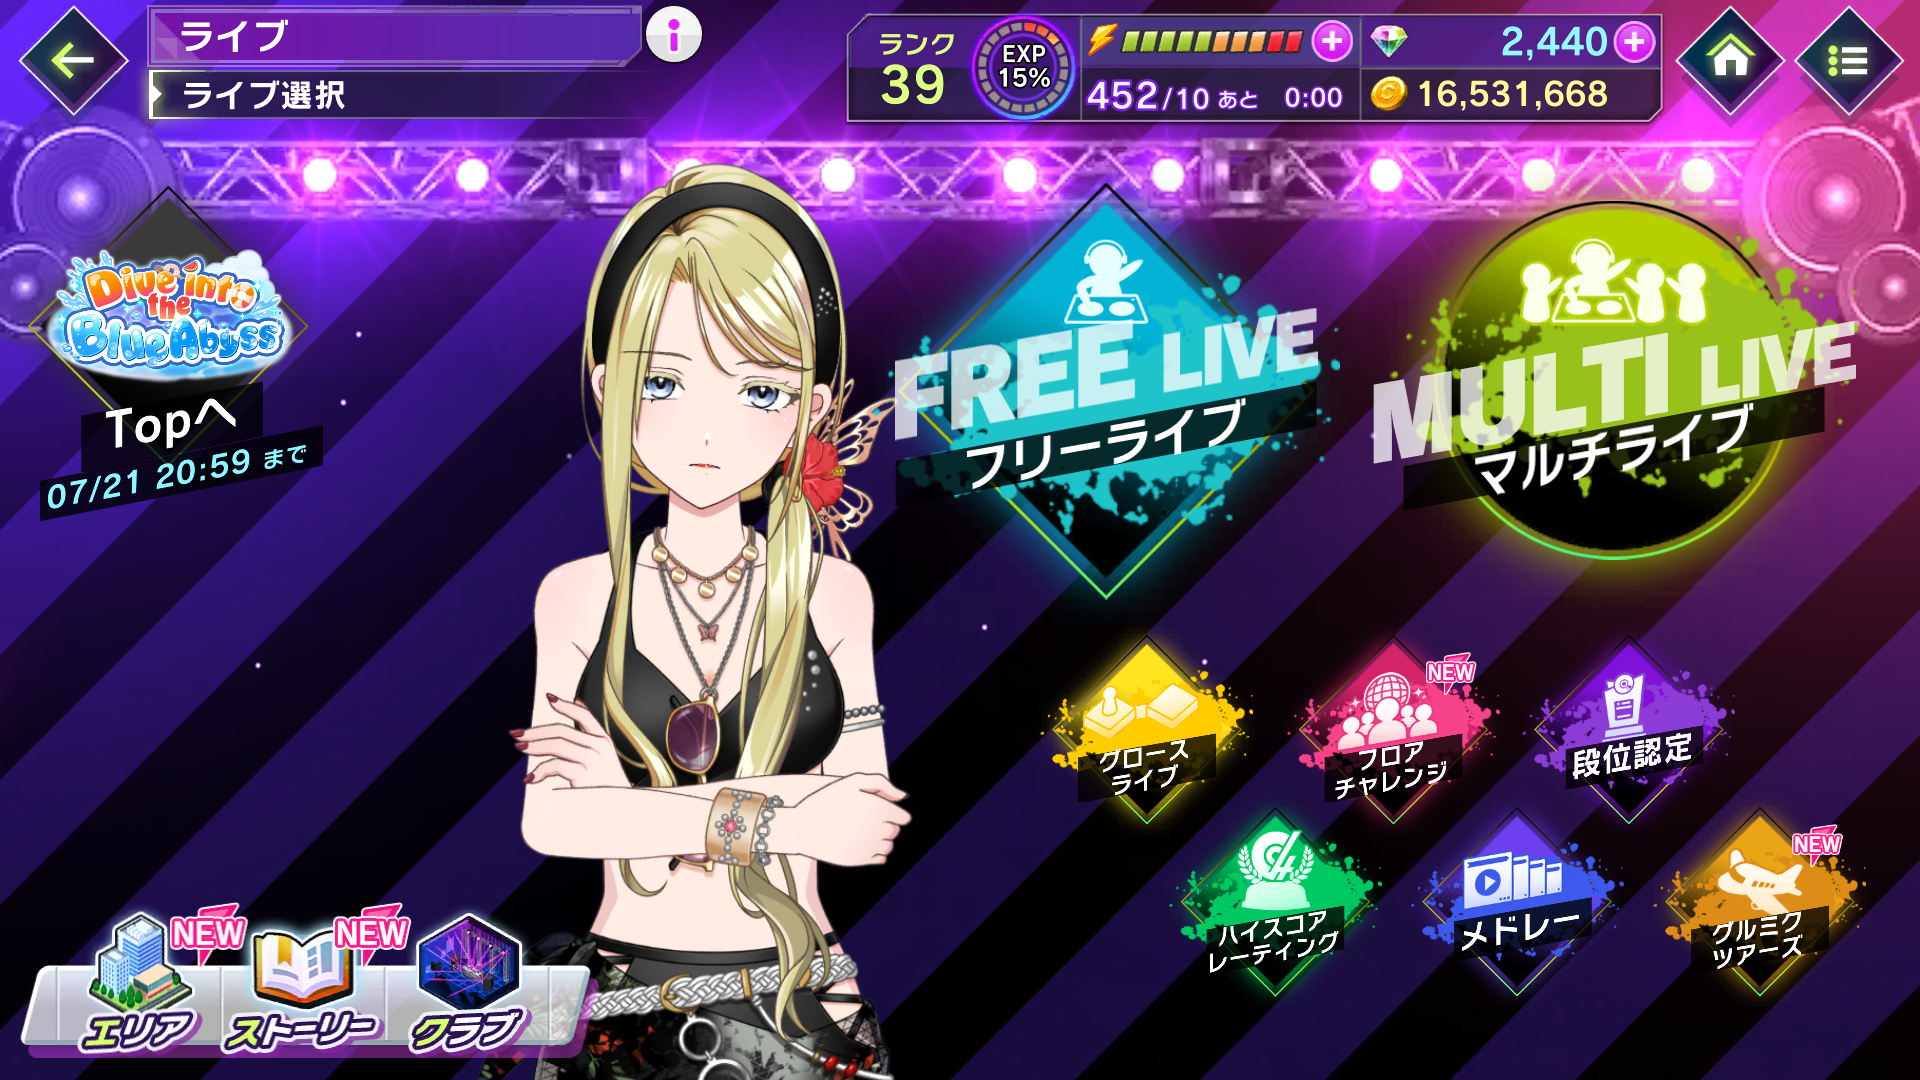 ライブ
ライブ選択
ランク
39
EXP
15%
452/10 あと 0:00
2,440
16,531,668
Dive into
the
Blue Abyss
Topへ
07/21 20:59 まで
FREE LIVE
フリーライブ
MULTI LIVE
マルチライブ
グロース
ライブ
NEW
フロア
チャレンジ
段位認定
ハイスコア
レーティング
メドレー
NEW
グルミク
ツアーズ
NEW
エリア
NEW
ストーリー
クラブ